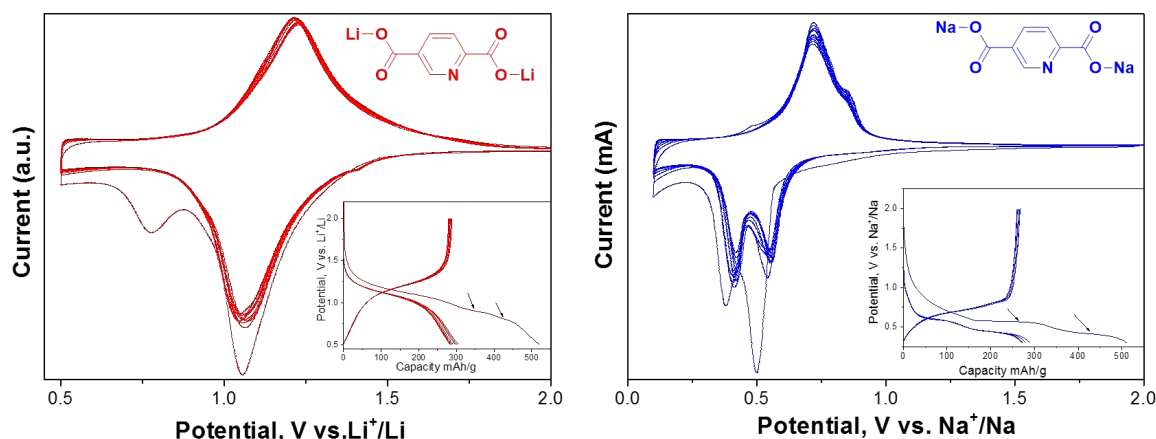 Current (a.u.)
Li
O
O
O
N
O
Li
Potential, V vs. Li+/Li
2.0
1.5
1.0
0.5
0
100
200
300
400
500
Capacity mAh/g
0.5
1.0
1.5
2.0
Potential, V vs.Li+/Li
Current (mA)
Na
O
O
O
N
O
Na
Potential, V vs. Na+/Na
2.0
1.5
1.0
0.5
0
100
200
300
400
500
Capacity mAh/g
0.0
0.5
1.0
1.5
2.0
Potential, V vs. Na+/Na